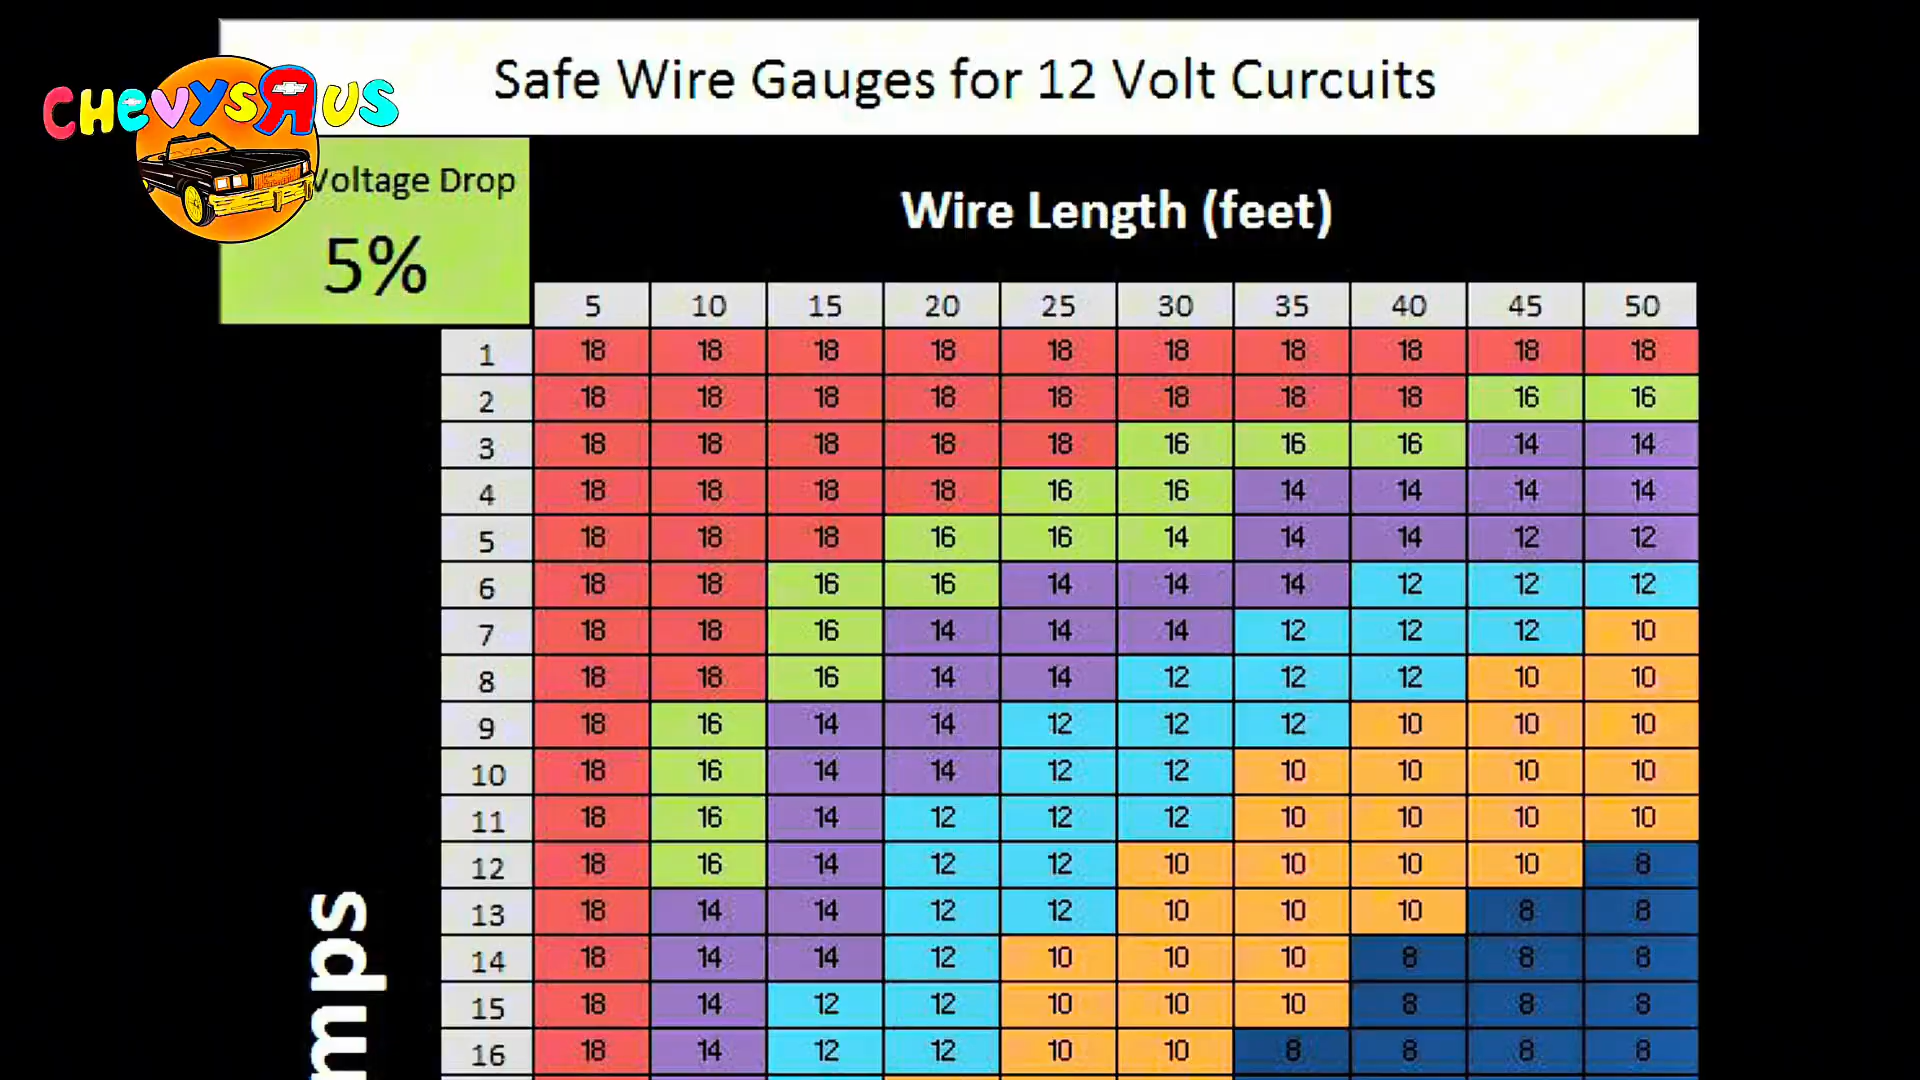 Safe Wire Gauges for 12 Volt Curcuits
CHEVYSRUS
Voltage Drop
5%
Wire Length (feet)
5 10 15 20 25 30 35 40 45 50
1 18 18 18 18 18 18 18 18 18 18
2 18 18 18 18 18 18 18 18 16 16
3 18 18 18 18 18 16 16 16 14 14
4 18 18 18 18 16 16 14 14 14 14
5 18 18 18 16 16 14 14 14 12 12
6 18 18 16 16 14 14 14 12 12 12
7 18 18 16 14 14 14 12 12 12 10
8 18 18 16 14 14 12 12 12 10 10
9 18 16 14 14 12 12 12 10 10 10
10 18 16 14 14 12 12 10 10 10 10
11 18 16 14 12 12 12 10 10 10 10
12 18 16 14 12 12 10 10 10 10 8
13 18 14 14 12 12 10 10 10 8 8
14 18 14 14 12 10 10 10 8 8 8
15 18 14 12 12 10 10 10 8 8 8
16 18 14 12 12 10 10 8 8 8 8
mps